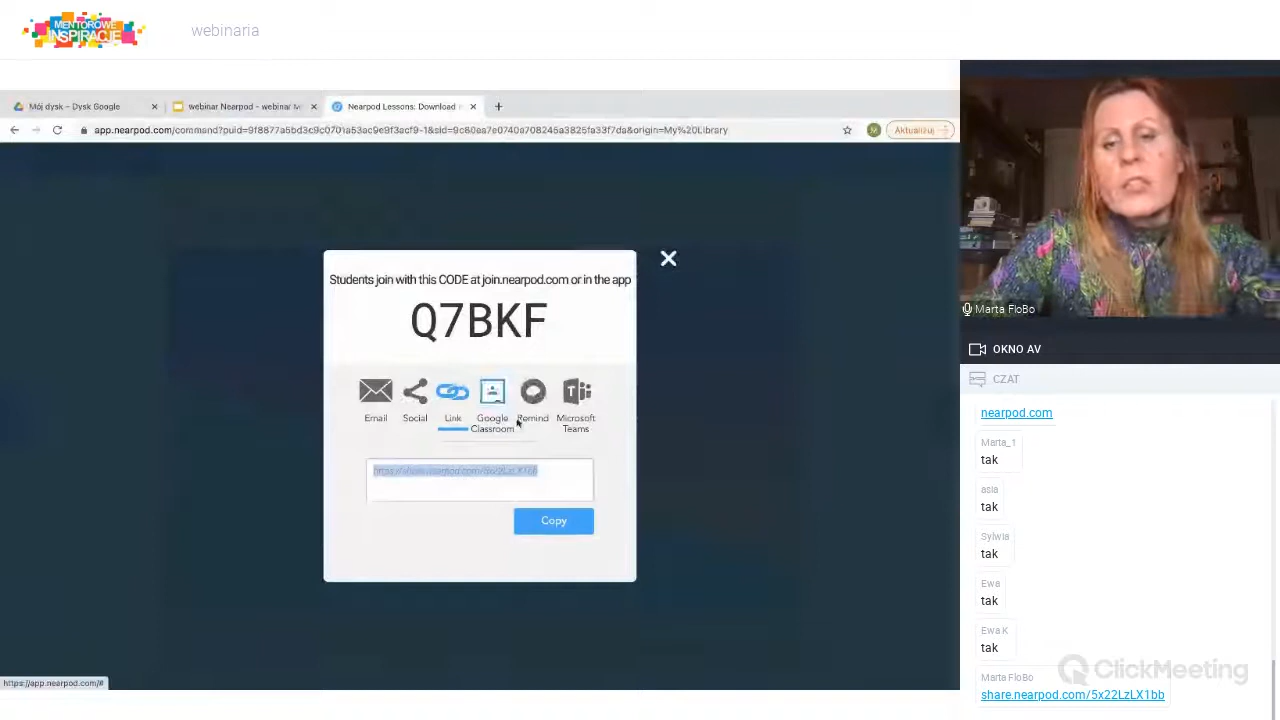 MENTOROWE
INSPIRACJE
webinaria
Mój dysk – Dysk Google
webinar Nearpod - webinar M
Nearpod Lessons: Download
Aktualizuj
Students join with this CODE at join.nearpod.com or in the app
Q7BKF
Email
Social
Link
Google Classroom
Remind
Microsoft Teams
Copy
https://app.nearpod.com/#
Marta FloBo
OKNO AV
CZAT
nearpod.com
Marta_1
tak
asia
tak
Sylwia
tak
Ewa
tak
Ewa K
tak
Marta FloBo
share.nearpod.com/5x22LzLX1bb
ClickMeeting